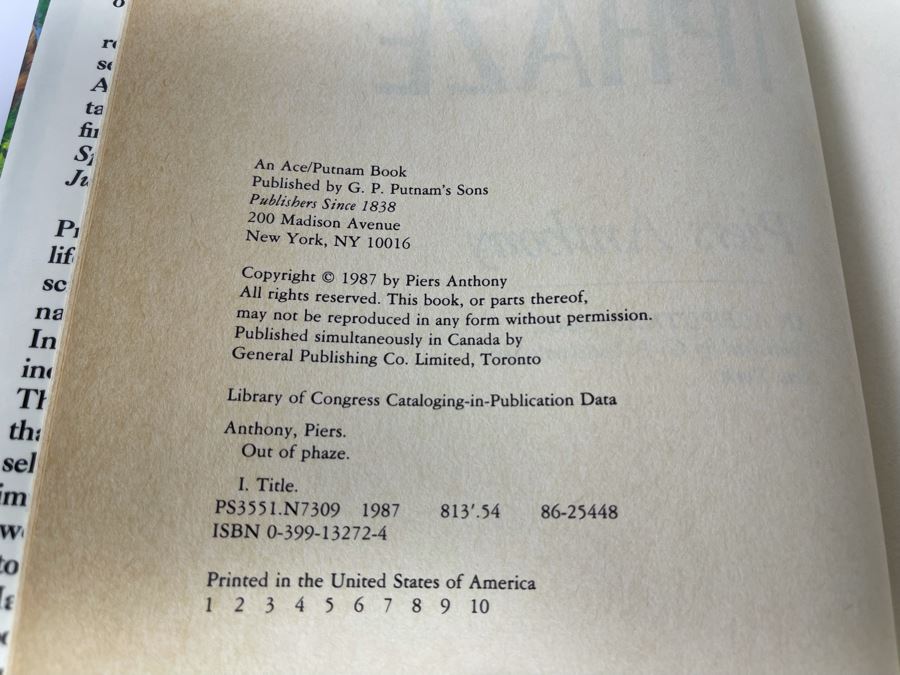 An Ace/Putnam Book
Published by G. P. Putnam's Sons
Publishers Since 1838
200 Madison Avenue
New York, NY 10016
Copyright © 1987 by Piers Anthony
All rights reserved. This book, or parts thereof,
may not be reproduced in any form without permission.
Published simultaneously in Canada by
General Publishing Co. Limited, Toronto
Library of Congress Cataloging-in-Publication Data
Anthony, Piers.
Out of phaze.
I. Title.
PS3551.N7309 1987 813'.54 86-25448
ISBN 0-399-13272-4
Printed in the United States of America
1 2 3 4 5 6 7 8 9 10